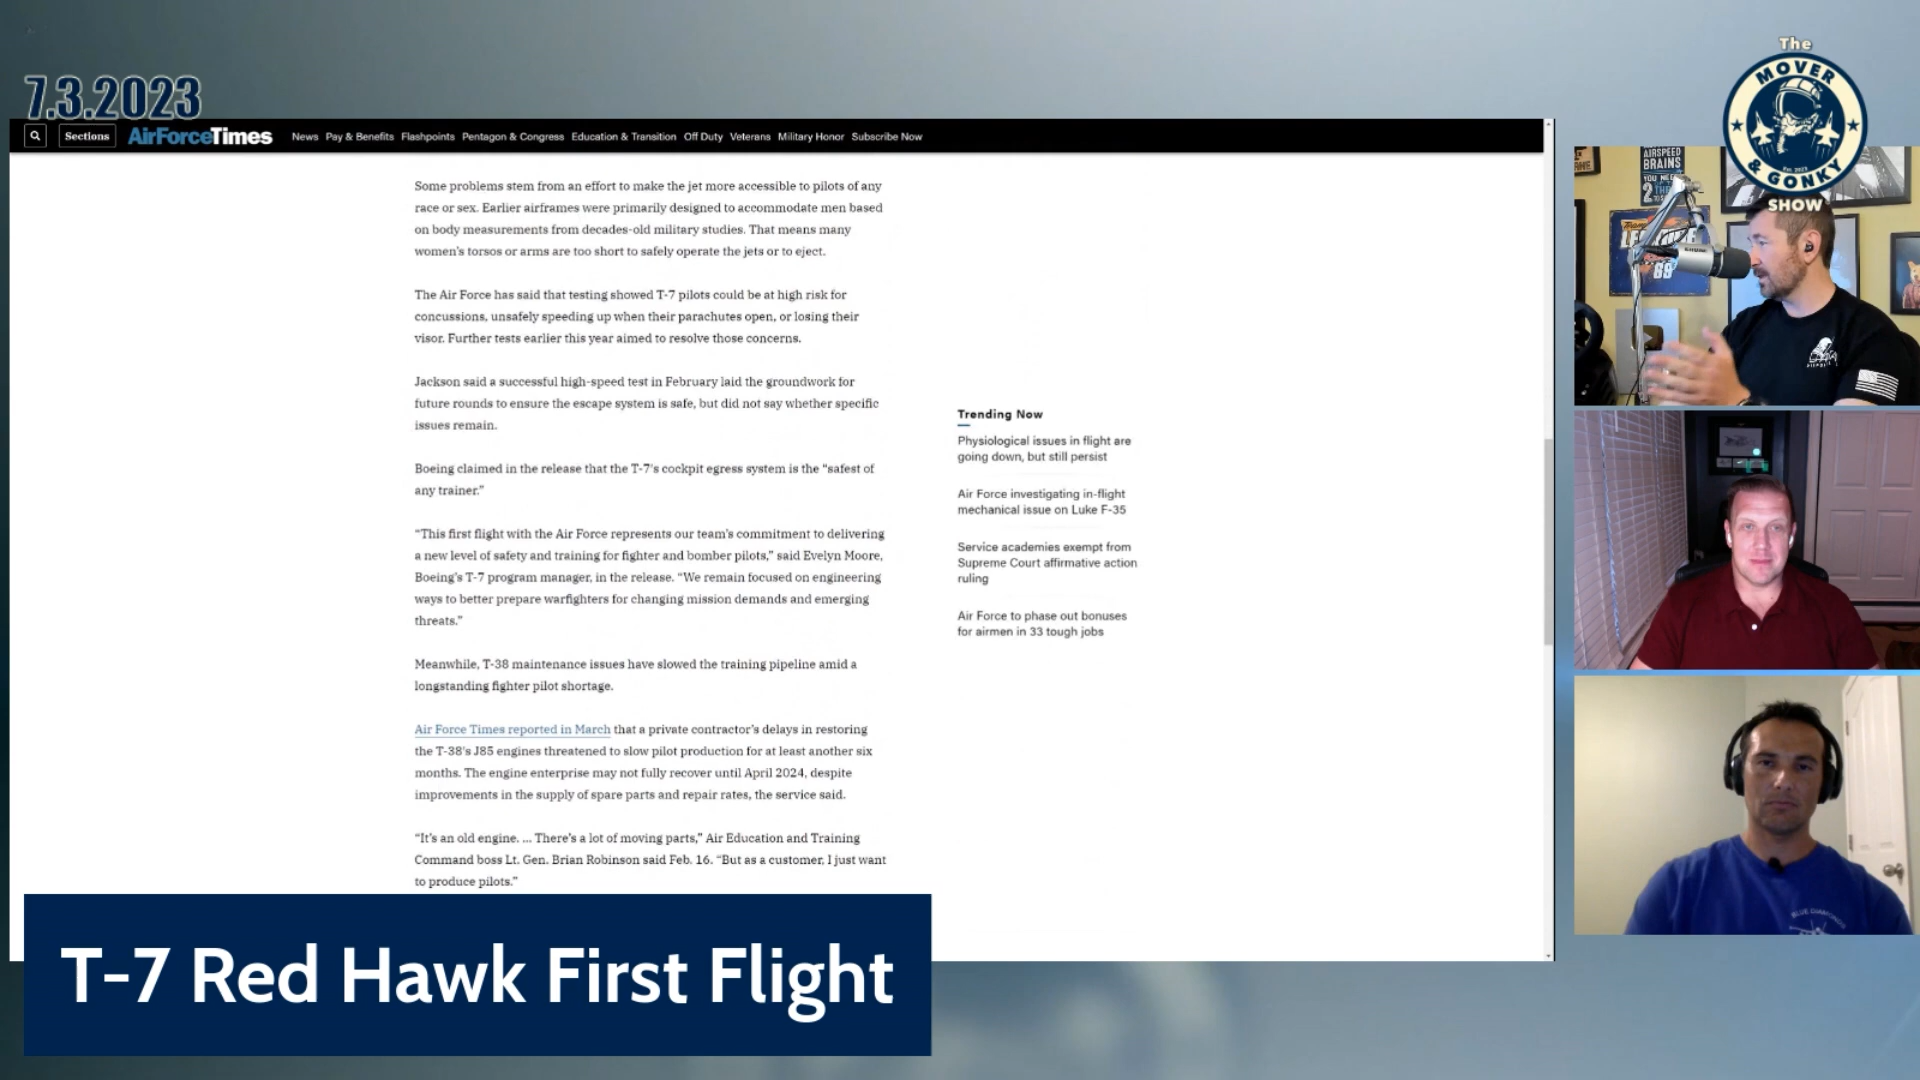 7.3.2023
The
MOVER
& GONKY
SHOW
Sections AirForceTimes News Pay & Benefits Flashpoints Pentagon & Congress Education & Transition Off Duty Veterans Military Honor Subscribe Now
Some problems stem from an effort to make the jet more accessible to pilots of any
race or sex. Earlier airframes were primarily designed to accommodate men based
on body measurements from decades-old military studies. That means many
women's torsos or arms are too short to safely operate the jets or to eject.
The Air Force has said that testing showed T-7 pilots could be at high risk for
concussions, unsafely speeding up when their parachutes open, or losing their
visor. Further tests earlier this year aimed to resolve those concerns.
Jackson said a successful high-speed test in February laid the groundwork for
future rounds to ensure the escape system is safe, but did not say whether specific
issues remain.
Boeing claimed in the release that the T-7's cockpit egress system is the “safest of
any trainer.”
“This first flight with the Air Force represents our team's commitment to delivering
a new level of safety and training for fighter and bomber pilots,” said Evelyn Moore,
Boeing's T-7 program manager, in the release. “We remain focused on engineering
ways to better prepare warfighters for changing mission demands and emerging
threats.”
Meanwhile, T-38 maintenance issues have slowed the training pipeline amid a
longstanding fighter pilot shortage.
Air Force Times reported in March that a private contractor's delays in restoring
the T-38's J85 engines threatened to slow pilot production for at least another six
months. The engine enterprise may not fully recover until April 2024, despite
improvements in the supply of spare parts and repair rates, the service said.
“It's an old engine. ... There's a lot of moving parts,” Air Education and Training
Command boss Lt. Gen. Brian Robinson said Feb. 16. “But as a customer, I just want
to produce pilots.”
Trending Now
Physiological issues in flight are
going down, but still persist
Air Force investigating in-flight
mechanical issue on Luke F-35
Service academies exempt from
Supreme Court affirmative action
ruling
Air Force to phase out bonuses
for airmen in 33 tough jobs
AIRSPEED
BRAINS
YOU NEED
2
69
T-7 Red Hawk First Flight